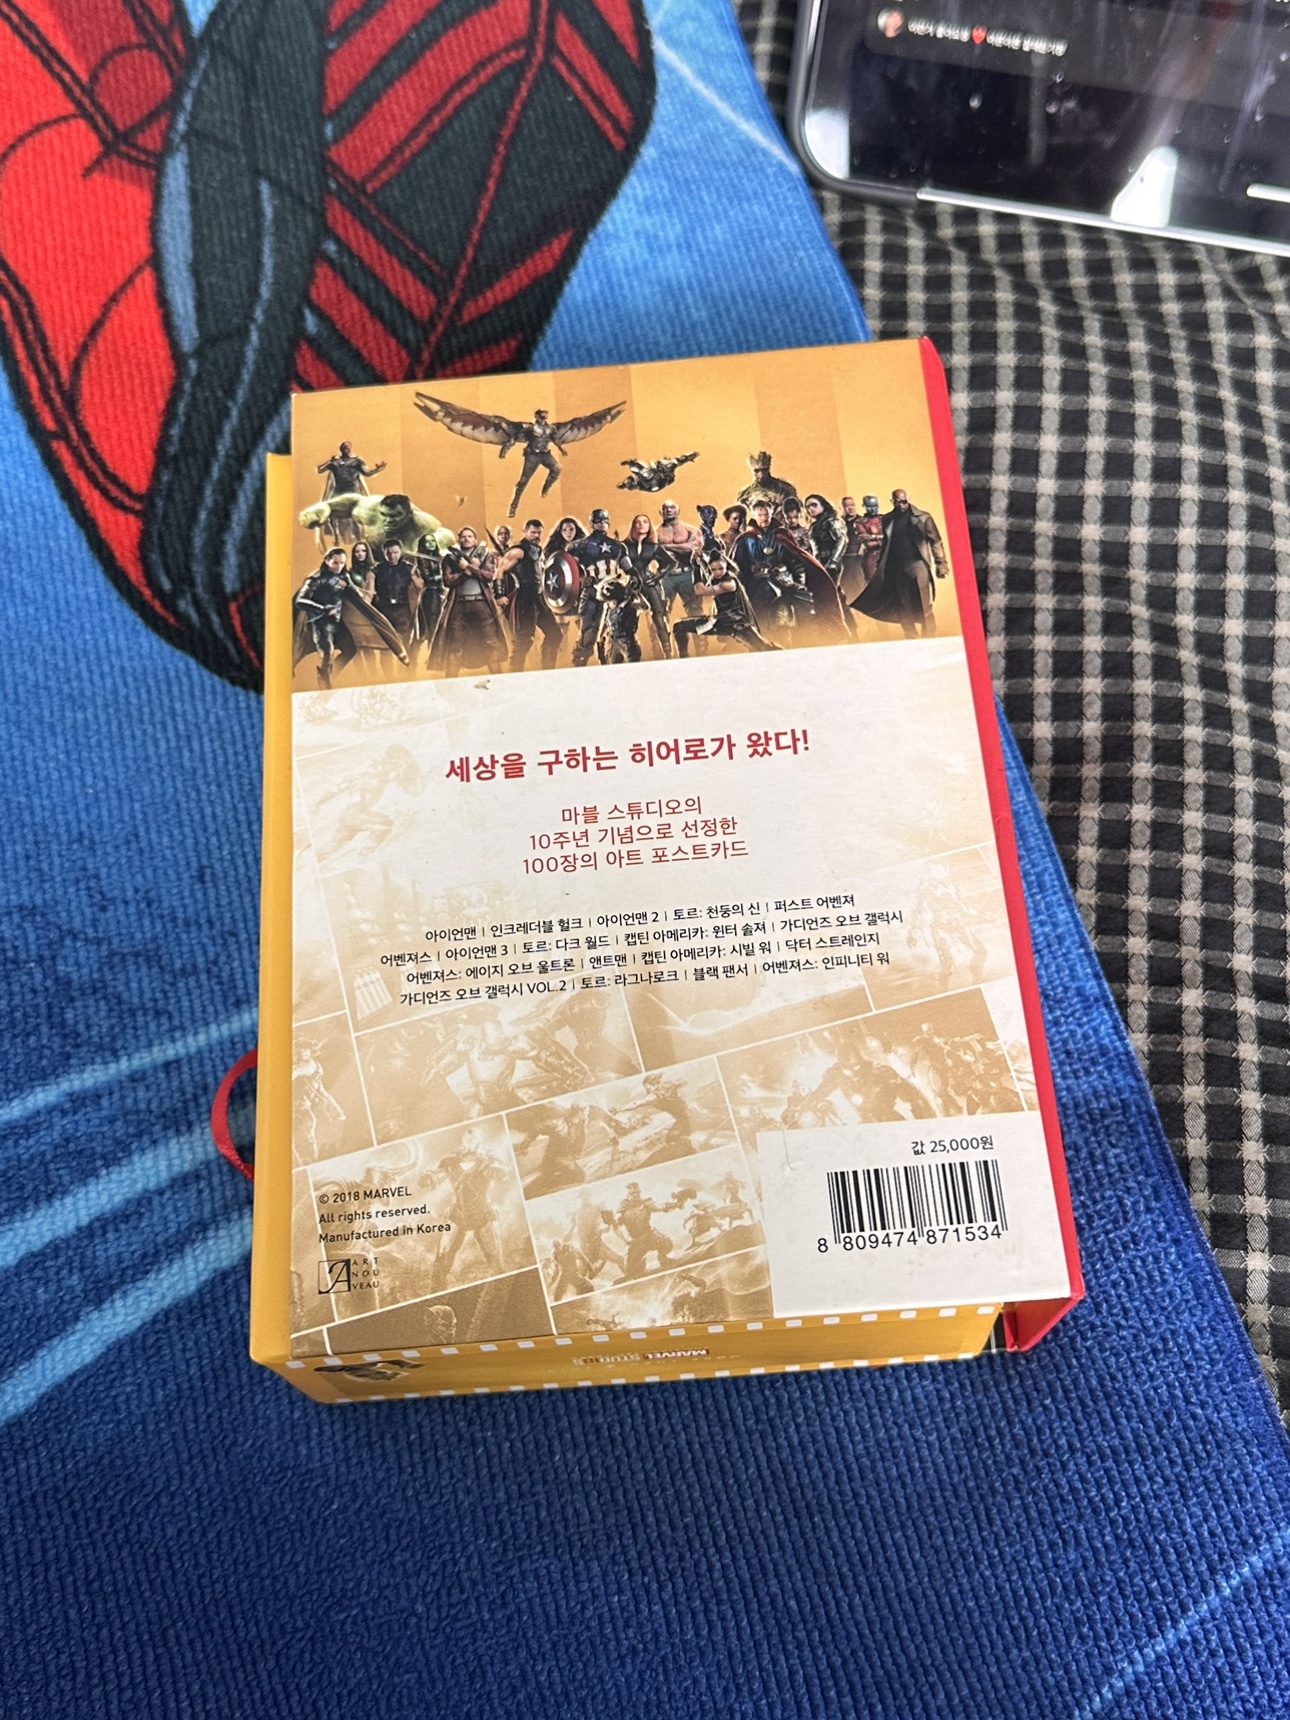 세상을 구하는 히어로가 왔다!
마블 스튜디오의
10주년 기념으로 선정한
100장의 아트 포스트카드
아이언맨 | 인크레더블 헐크 | 아이언맨 2 | 토르: 천둥의 신 | 퍼스트 어벤져
어벤져스 | 아이언맨 3 | 토르: 다크 월드 | 캡틴 아메리카: 윈터 솔져 | 가디언즈 오브 갤럭시
어벤져스: 에이지 오브 울트론 | 앤트맨 | 캡틴 아메리카: 시빌 워 | 닥터 스트레인지
가디언즈 오브 갤럭시 VOL.2 | 토르: 라그나로크 | 블랙 팬서 | 어벤져스: 인피니티 워
값 25,000원
8 809474 871534
© 2018 MARVEL
All rights reserved.
Manufactured in Korea
ART
NOU
VEAU
MARVEL STUDIOS